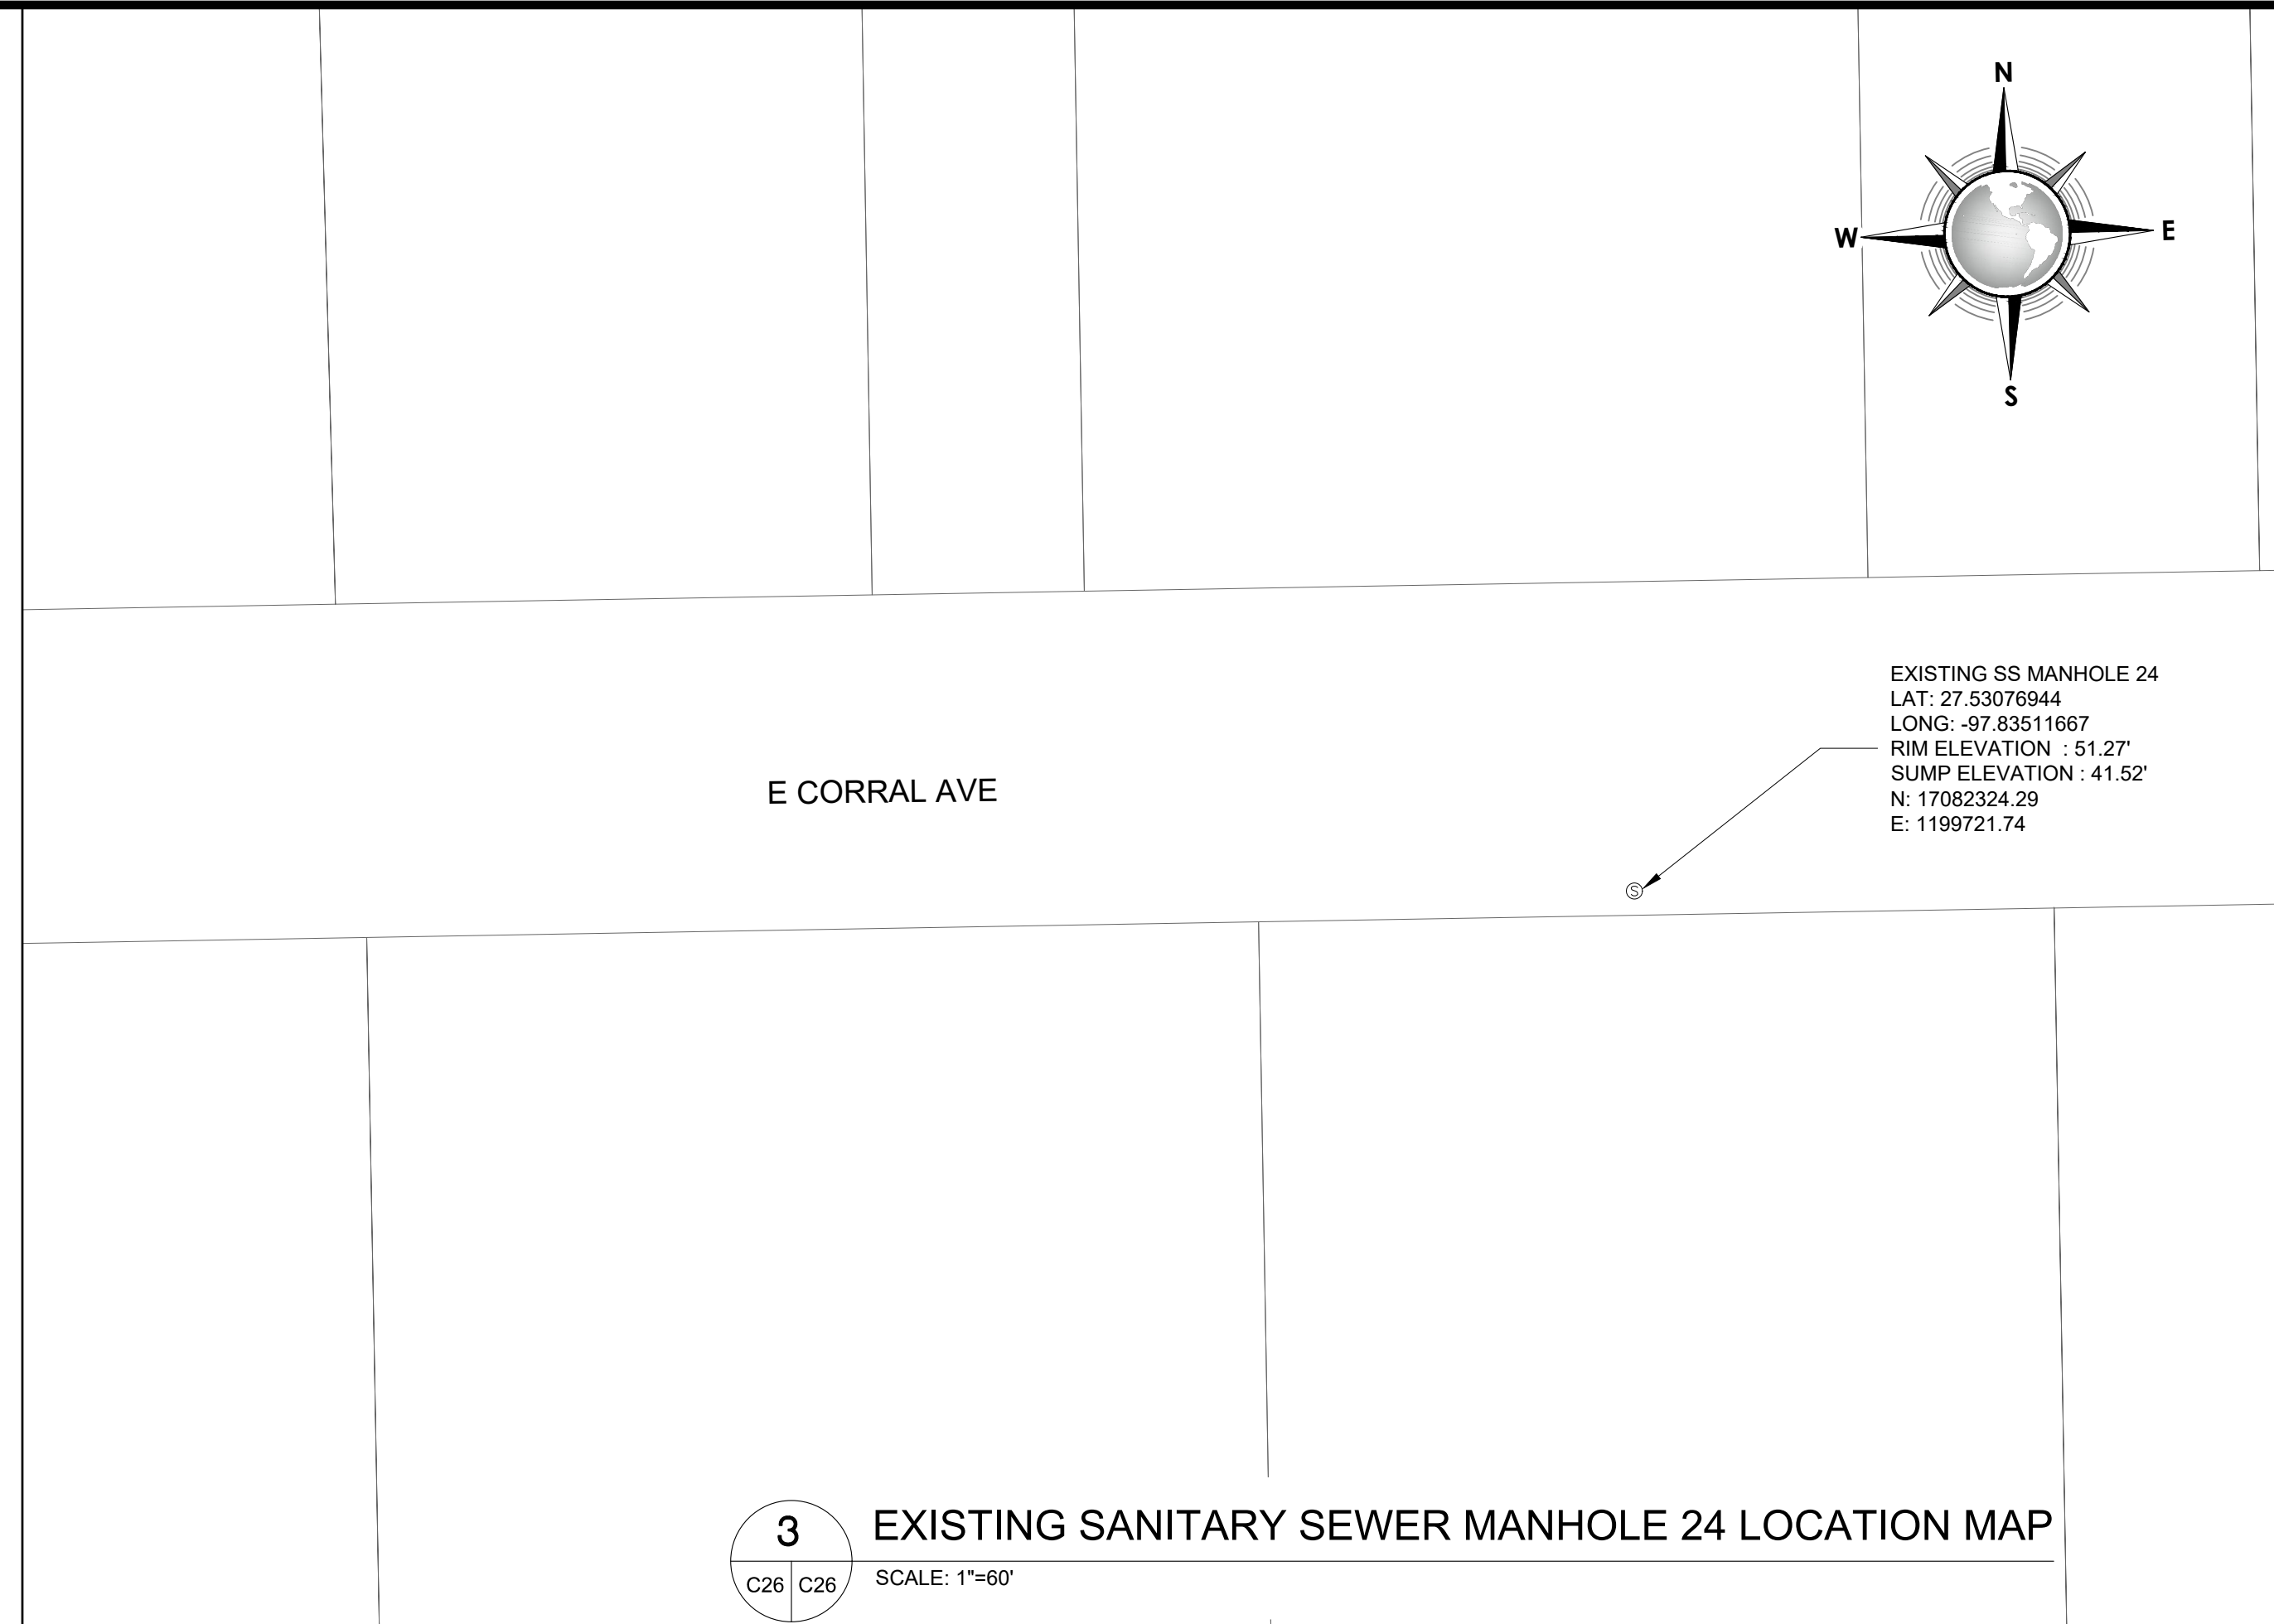 N
W
E
S
EXISTING SS MANHOLE 24
LAT: 27.53076944
LONG: -97.83511667
RIM ELEVATION : 51.27'
SUMP ELEVATION : 41.52'
N: 17082324.29
E: 1199721.74
E CORRAL AVE
S
3
EXISTING SANITARY SEWER MANHOLE 24 LOCATION MAP
C26 C26
SCALE: 1"=60'